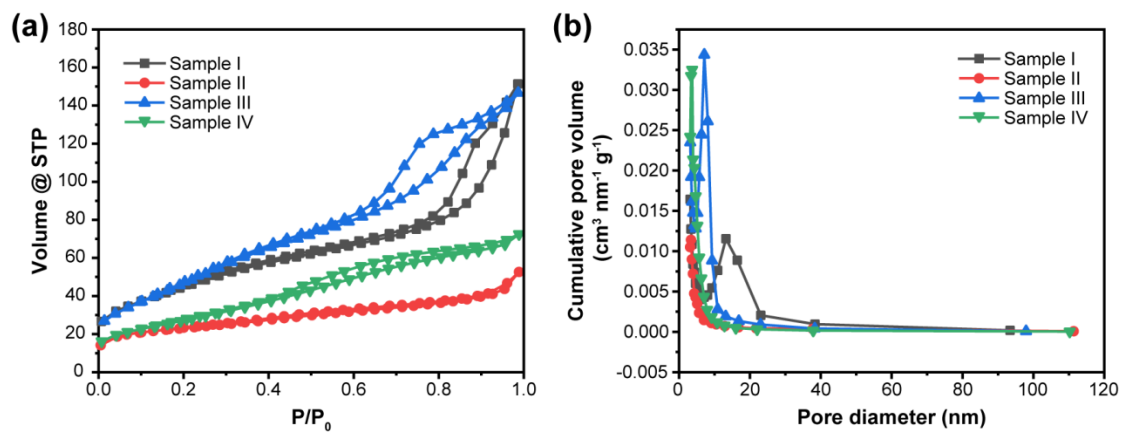 (a)
Sample I
Sample II
Sample III
Sample IV
Volume @ STP
180
160
140
120
100
80
60
40
20
0
0.0 0.2 0.4 0.6 0.8 1.0
P/P₀
(b)
Sample I
Sample II
Sample III
Sample IV
Cumulative pore volume
(cm³ nm⁻¹ g⁻¹)
0.035
0.030
0.025
0.020
0.015
0.010
0.005
0.000
-0.005
0 20 40 60 80 100 120
Pore diameter (nm)